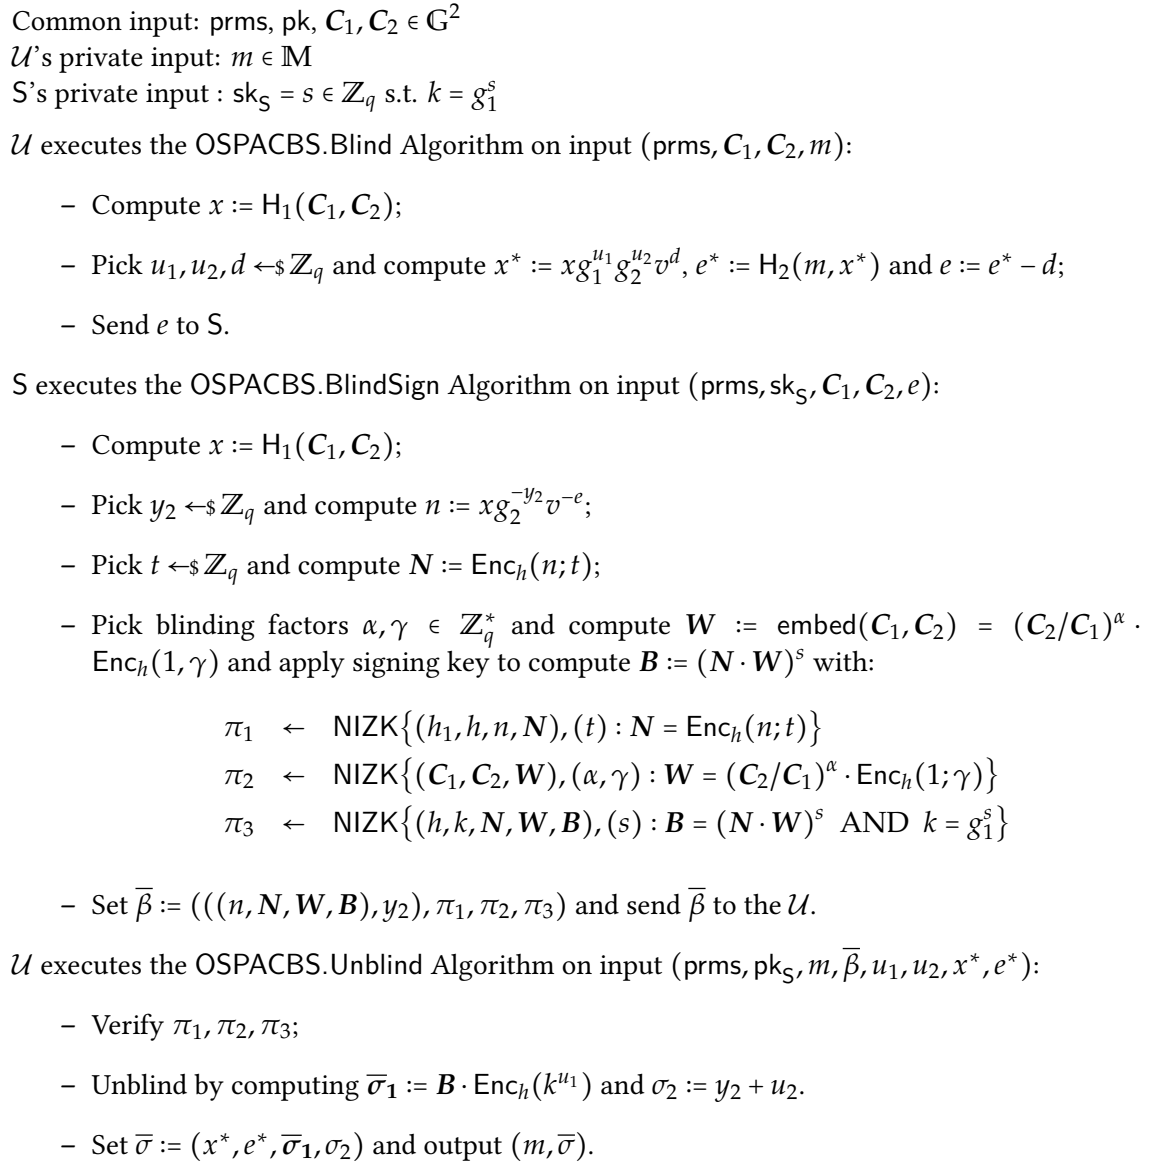 Common input: prms, pk, C₁, C₂ ∈ 𝔾²
𝒰's private input: m ∈ 𝕄
S's private input : sk_S = s ∈ ℤ_q s.t. k = g₁^s
𝒰 executes the OSPACBS.Blind Algorithm on input (prms, C₁, C₂, m):
– Compute x := H₁(C₁, C₂);
– Pick u₁, u₂, d ←$ ℤ_q and compute x* := xg₁^{u₁}g₂^{u₂}v^d, e* := H₂(m, x*) and e := e* − d;
– Send e to S.
S executes the OSPACBS.BlindSign Algorithm on input (prms, sk_S, C₁, C₂, e):
– Compute x := H₁(C₁, C₂);
– Pick y₂ ←$ ℤ_q and compute n := xg₂^{−y₂}v^{−e};
– Pick t ←$ ℤ_q and compute N := Enc_h(n; t);
– Pick blinding factors α, γ ∈ ℤ_q^* and compute W := embed(C₁, C₂) = (C₂/C₁)^α ·
Enc_h(1, γ) and apply signing key to compute B := (N · W)^s with:
π₁ ← NIZK{(h₁, h, n, N), (t) : N = Enc_h(n; t)}
π₂ ← NIZK{(C₁, C₂, W), (α, γ) : W = (C₂/C₁)^α · Enc_h(1; γ)}
π₃ ← NIZK{(h, k, N, W, B), (s) : B = (N · W)^s AND k = g₁^s}
– Set β̅ := (((n, N, W, B), y₂), π₁, π₂, π₃) and send β̅ to the 𝒰.
𝒰 executes the OSPACBS.Unblind Algorithm on input (prms, pk_S, m, β̅, u₁, u₂, x*, e*):
– Verify π₁, π₂, π₃;
– Unblind by computing σ̅₁ := B · Enc_h(k^{u₁}) and σ₂ := y₂ + u₂.
– Set σ̅ := (x*, e*, σ̅₁, σ₂) and output (m, σ̅).